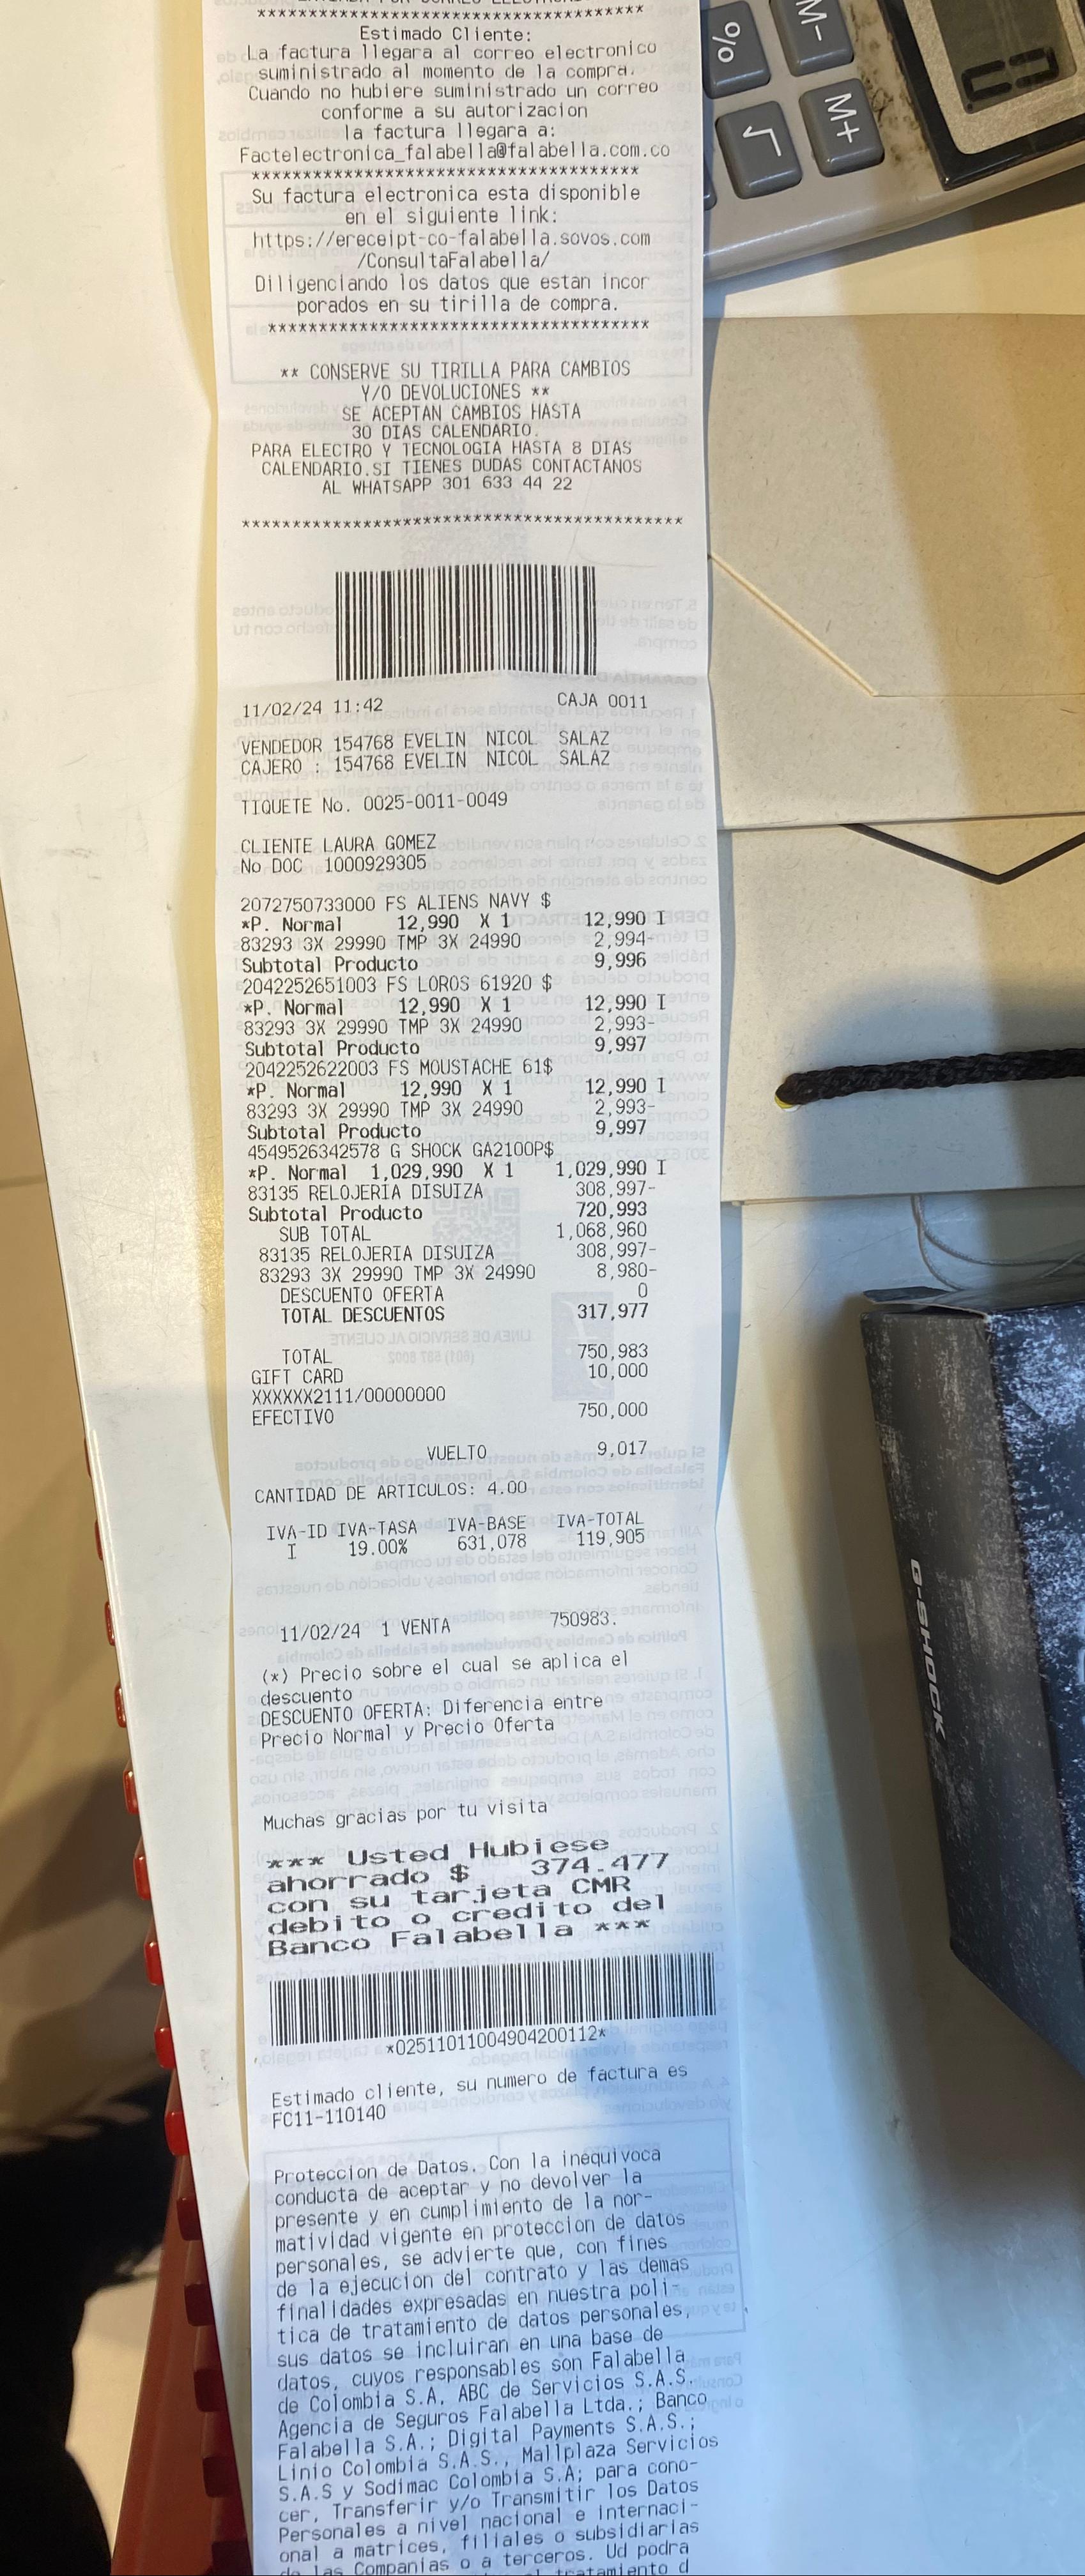 ************************************** 
Estimado Cliente:
La factura llegara al correo electronico
suministrado al momento de la compra.
Cuando no hubiere suministrado un correo
conforme a su autorizacion
la factura llegara a:
Factelectronica_falabella@falabella.com.co
**************************************
Su factura electronica esta disponible
en el siguiente link:
https://ereceipt-co-falabella.sovos.com
/ConsultaFalabella/
Diligenciando los datos que estan incor
porados en su tirilla de compra.
**************************************
** CONSERVE SU TIRILLA PARA CAMBIOS
Y/O DEVOLUCIONES **
SE ACEPTAN CAMBIOS HASTA
30 DIAS CALENDARIO.
PARA ELECTRO Y TECNOLOGIA HASTA 8 DIAS
CALENDARIO.SI TIENES DUDAS CONTACTANOS
AL WHATSAPP 301 633 44 22
********************************************
11/02/24 11:42 CAJA 0011
VENDEDOR 154768 EVELIN NICOL SALAZ
CAJERO : 154768 EVELIN NICOL SALAZ
TIQUETE No. 0025-0011-0049
CLIENTE LAURA GOMEZ
No DOC 1000929305
2072750733000 FS ALIENS NAVY $
*P. Normal 12,990 X 1 12,990 I
83293 3X 29990 TMP 3X 24990 2,994-
Subtotal Producto 9,996
2042252651003 FS LOROS 61920 $
*P. Normal 12,990 X 1 12,990 I
83293 3X 29990 TMP 3X 24990 2,993-
Subtotal Producto 9,997
2042252622003 FS MOUSTACHE 61$
*P. Normal 12,990 X 1 12,990 I
83293 3X 29990 TMP 3X 24990 2,993-
Subtotal Producto 9,997
4549526342578 G SHOCK GA2100P$
*P. Normal 1,029,990 X 1 1,029,990 I
83135 RELOJERIA DISUIZA 308,997-
Subtotal Producto 720,993
SUB TOTAL 1,068,960
83135 RELOJERIA DISUIZA 308,997-
83293 3X 29990 TMP 3X 24990 8,980-
DESCUENTO OFERTA 0
TOTAL DESCUENTOS 317,977
TOTAL 750,983
GIFT CARD 10,000
XXXXXX2111/00000000
EFECTIVO 750,000
VUELTO 9,017
CANTIDAD DE ARTICULOS: 4.00
IVA-ID IVA-TASA IVA-BASE IVA-TOTAL
I 19.00% 631,078 119,905
11/02/24 1 VENTA 750983.
(*) Precio sobre el cual se aplica el
descuento
DESCUENTO OFERTA: Diferencia entre
Precio Normal y Precio Oferta
Muchas gracias por tu visita
*** Usted Hubiese
ahorrado $ 374.477
con su tarjeta CMR
debito o credito del
Banco Falabella ***
*02511011004904200112*
Estimado cliente, su numero de factura es
FC11-110140
Proteccion de Datos. Con la inequivoca
conducta de aceptar y no devolver la
presente y en cumplimiento de la nor-
matividad vigente en proteccion de datos
personales, se advierte que, con fines
de la ejecucion del contrato y las demas
finalidades expresadas en nuestra poli-
tica de tratamiento de datos personales,
sus datos se incluiran en una base de
datos, cuyos responsables son Falabella
de Colombia S.A, ABC de Servicios S.A.S.
Agencia de Seguros Falabella Ltda.; Banco
Falabella S.A.; Digital Payments S.A.S.;
Linio Colombia S.A.S., Mallplaza Servicios
S.A.S y Sodimac Colombia S.A; para cono-
cer, Transferir y/o Transmitir los Datos
Personales a nivel nacional e internaci-
onal a matrices, filiales o subsidiarias
de las Companias o a terceros. Ud podra
tratamiento d
%
M-
√
M+
G-SHOCK